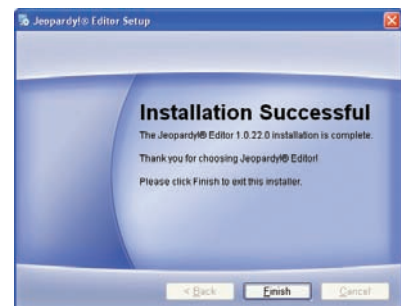 Jeopardy!® Editor Setup
Installation Successful
The Jeopardy!® Editor 1.0.22.0 installation is complete.
Thank you for choosing Jeopardy!® Editor!
Please click Finish to exit this installer.
< Back
Finish
Cancel